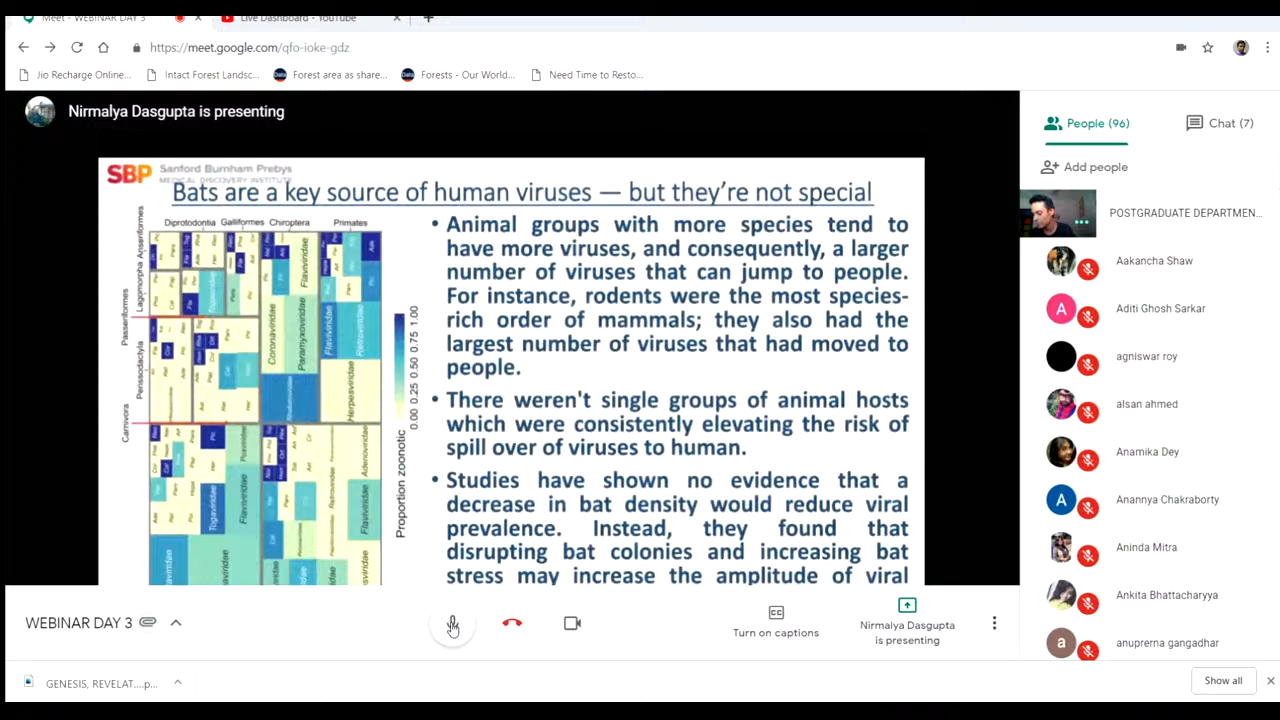 Meet - WEBINAR DAY 3
Live Dashboard - YouTube
https://meet.google.com/qfo-ioke-gdz
Jio Recharge Online...
Intact Forest Landsc...
Forest area as share...
Forests - Our World...
Need Time to Resto...
Nirmalya Dasgupta is presenting
People (96)
Chat (7)
Add people
SBP Sanford Burnham Prebys
MEDICAL DISCOVERY INSTITUTE
Bats are a key source of human viruses — but they're not special
Diprotodontia Galliformes Chiroptera Primates
Carnivora Perissodactyla Passeriformes Lagomorpha Anseriformes
Coronaviridae
Flaviviridae
Paramyxoviridae
Flaviviridae
Retroviridae
Rhabdoviridae
Herpesviridae
Togaviridae
Flaviviridae
Poxviridae
Adenoviridae
Flaviviridae
Proportion zoonotic
0.00 0.25 0.50 0.75 1.00
• Animal groups with more species tend to
have more viruses, and consequently, a larger
number of viruses that can jump to people.
For instance, rodents were the most species-
rich order of mammals; they also had the
largest number of viruses that had moved to
people.
• There weren't single groups of animal hosts
which were consistently elevating the risk of
spill over of viruses to human.
• Studies have shown no evidence that a
decrease in bat density would reduce viral
prevalence. Instead, they found that
disrupting bat colonies and increasing bat
stress may increase the amplitude of viral
POSTGRADUATE DEPARTMEN...
Aakancha Shaw
A
Aditi Ghosh Sarkar
agniswar roy
alsan ahmed
Anamika Dey
A
Anannya Chakraborty
Aninda Mitra
Ankita Bhattacharyya
a
anuprerna gangadhar
WEBINAR DAY 3
CC
Turn on captions
Nirmalya Dasgupta
is presenting
GENESIS, REVELAT....p...
Show all